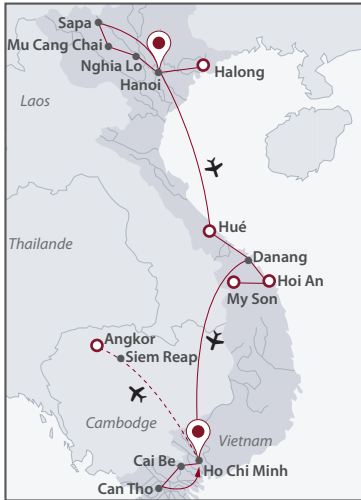 Sapa
Mu Cang Chai
Nghia Lo
Hanoi
Halong
Laos
Hué
Thailande
Danang
Hoi An
My Son
Angkor
Siem Reap
Cambodge
Vietnam
Cai Be
Ho Chi Minh
Can Tho